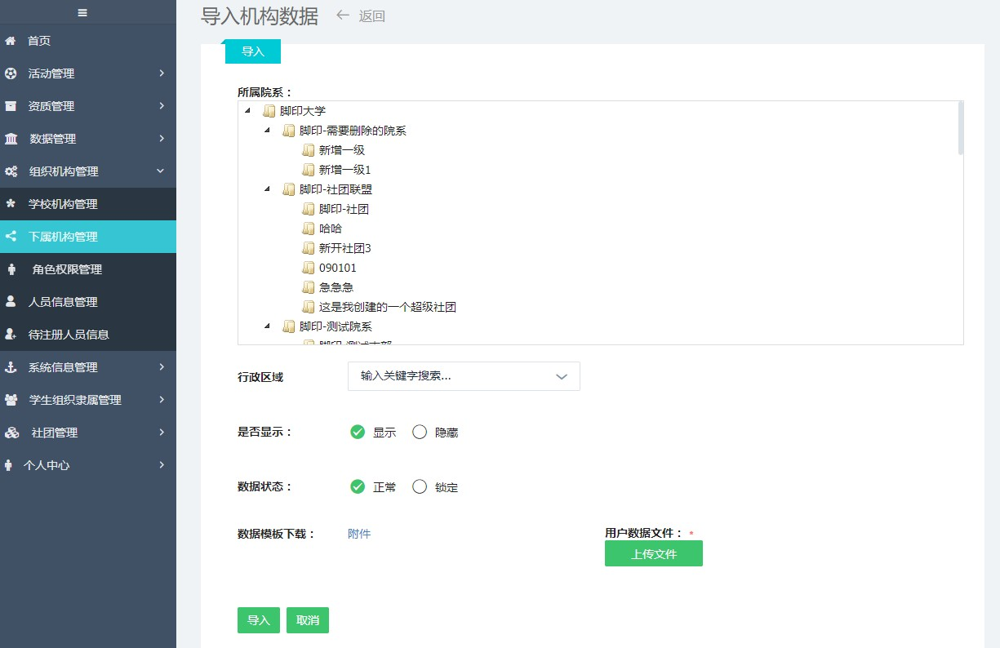 首页
活动管理
资质管理
数据管理
组织机构管理
学校机构管理
下属机构管理
角色权限管理
人员信息管理
待注册人员信息
系统信息管理
学生组织隶属管理
社团管理
个人中心
导入机构数据 返回
导入
所属院系：
脚印大学
脚印-需要删除的院系
新增一级
新增一级1
脚印-社团联盟
脚印-社团
哈哈
新开社团3
090101
急急急
这是我创建的一个超级社团
脚印-测试院系
行政区域 输入关键字搜索...
是否显示： 显示 隐藏
数据状态： 正常 锁定
数据模板下载： 附件
用户数据文件： *
上传文件
导入 取消